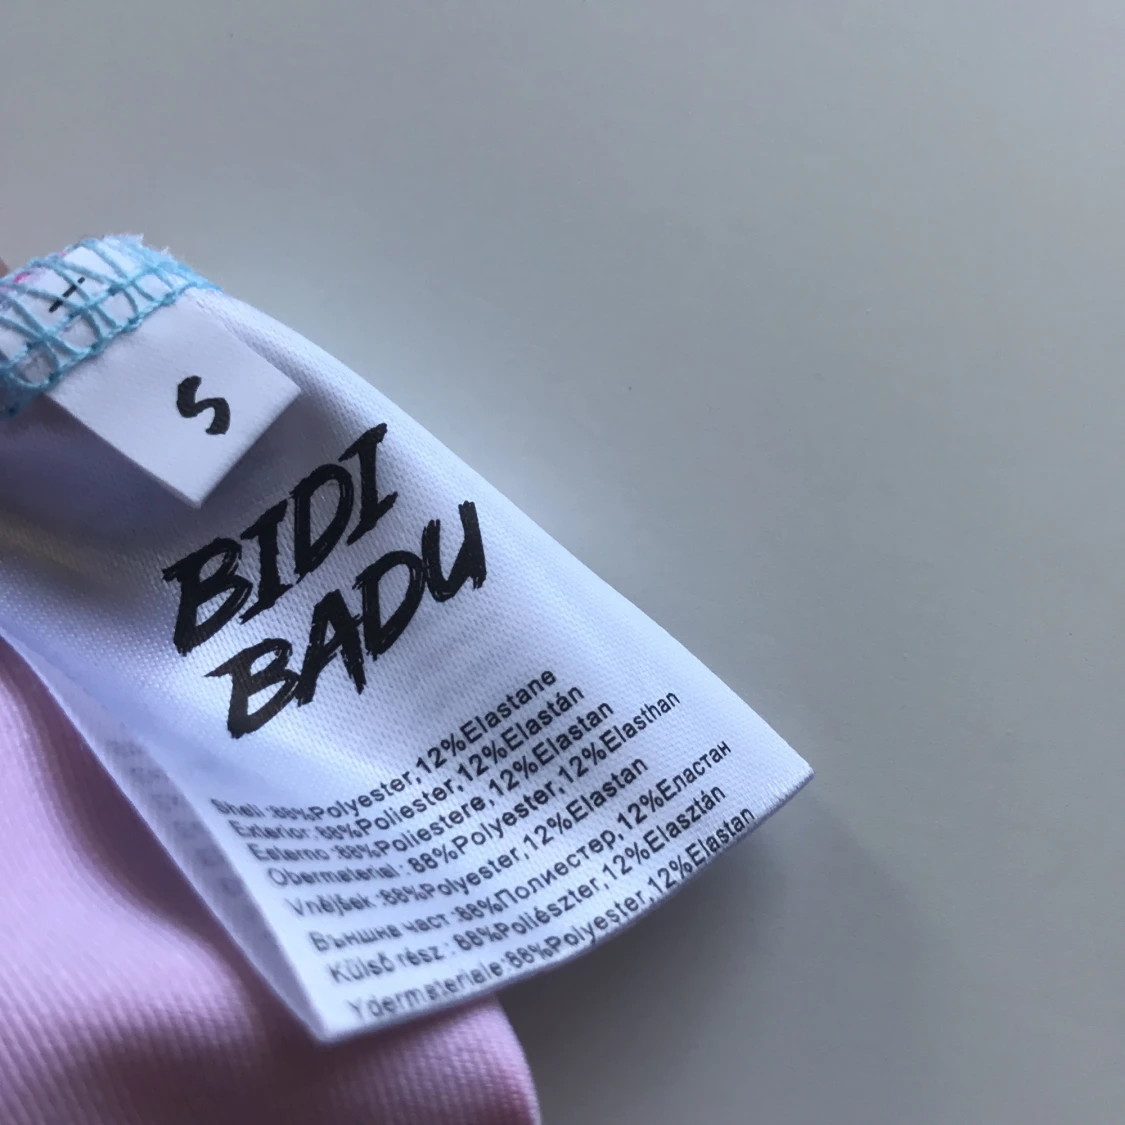 S
BIDI
BADU
Shell:88%Polyester,12%Elastane
Exterior:88%Poliester,12%Elastán
Esterno:88%Poliestere,12%Elastan
Obermaterial:88%Polyester,12%Elasthan
Vnějšek:88%Polyester,12%Elastan
Външна част:88%Полиестер,12%Еластан
Külső rész:88%Poliészter,12%Elasztán
Ydermateriale:88%Polyester,12%Elastan